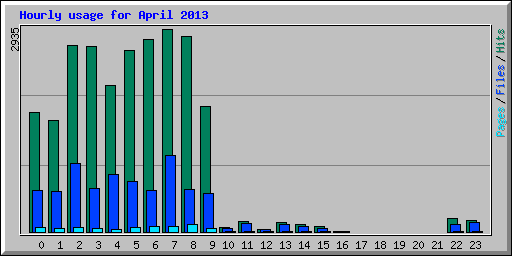 Hourly usage for April 2013
2935
Pages/Files/Hits
0 1 2 3 4 5 6 7 8 9 10 11 12 13 14 15 16 17 18 19 20 21 22 23